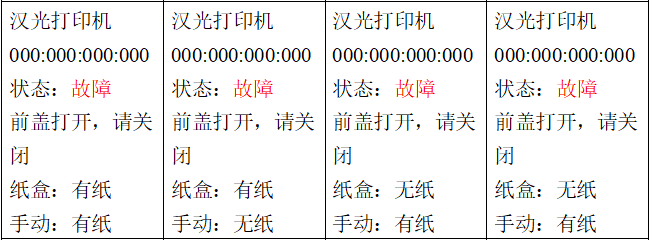 汉光打印机
000:000:000:000
状态：故障
前盖打开，请关
闭
纸盒：有纸
手动：有纸
汉光打印机
000:000:000:000
状态：故障
前盖打开，请关
闭
纸盒：有纸
手动：无纸
汉光打印机
000:000:000:000
状态：故障
前盖打开，请关
闭
纸盒：无纸
手动：有纸
汉光打印机
000:000:000:000
状态：故障
前盖打开，请关
闭
纸盒：无纸
手动：有纸